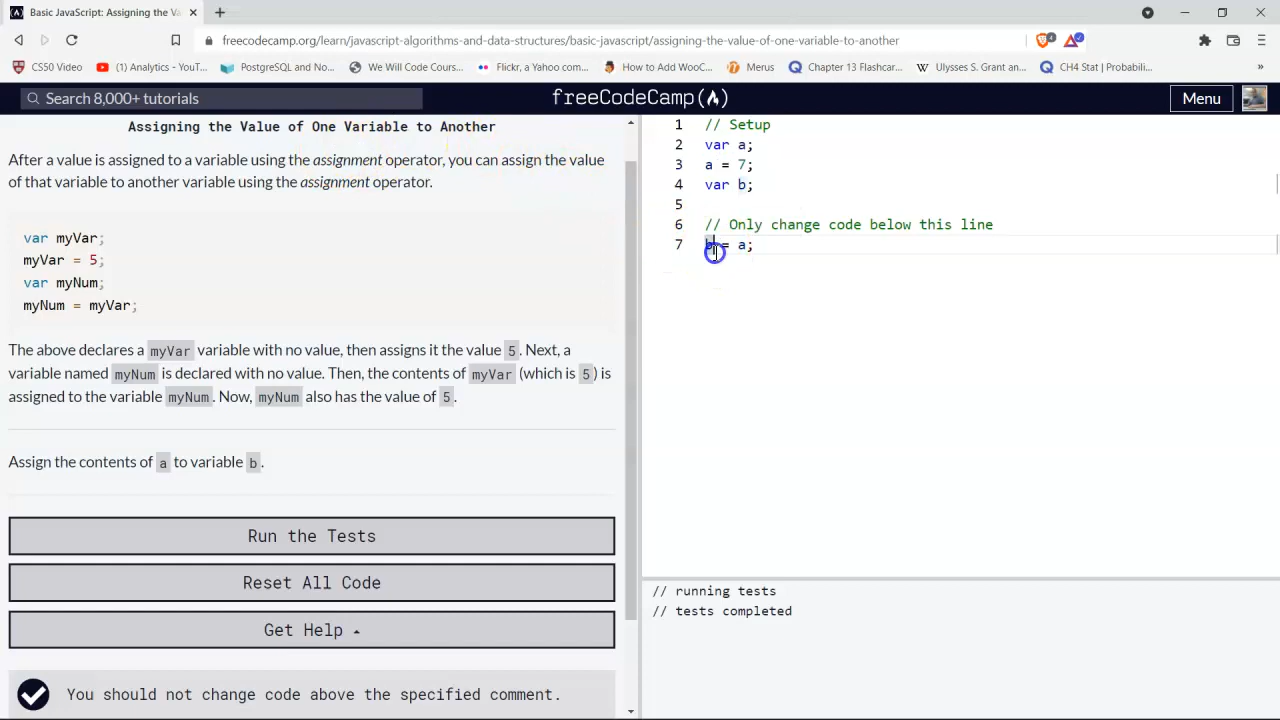 Basic JavaScript: Assigning the Va
freecodecamp.org/learn/javascript-algorithms-and-data-structures/basic-javascript/assigning-the-value-of-one-variable-to-another
CS50 Video
(1) Analytics - YouT...
PostgreSQL and No...
We Will Code Cours...
Flickr, a Yahoo com...
How to Add WooC...
Merus
Chapter 13 Flashcar...
Ulysses S. Grant an...
CH4 Stat | Probabili...
»
Search 8,000+ tutorials
freeCodeCamp
Menu
Assigning the Value of One Variable to Another
After a value is assigned to a variable using the assignment operator, you can assign the value
of that variable to another variable using the assignment operator.
var myVar;
myVar = 5;
var myNum;
myNum = myVar;
The above declares a myVar variable with no value, then assigns it the value 5. Next, a
variable named myNum is declared with no value. Then, the contents of myVar (which is 5) is
assigned to the variable myNum. Now, myNum also has the value of 5.
Assign the contents of a to variable b.
Run the Tests
Reset All Code
Get Help
You should not change code above the specified comment.
1 // Setup
2 var a;
3 a = 7;
4 var b;
5
6 // Only change code below this line
7 b = a;
// running tests
// tests completed